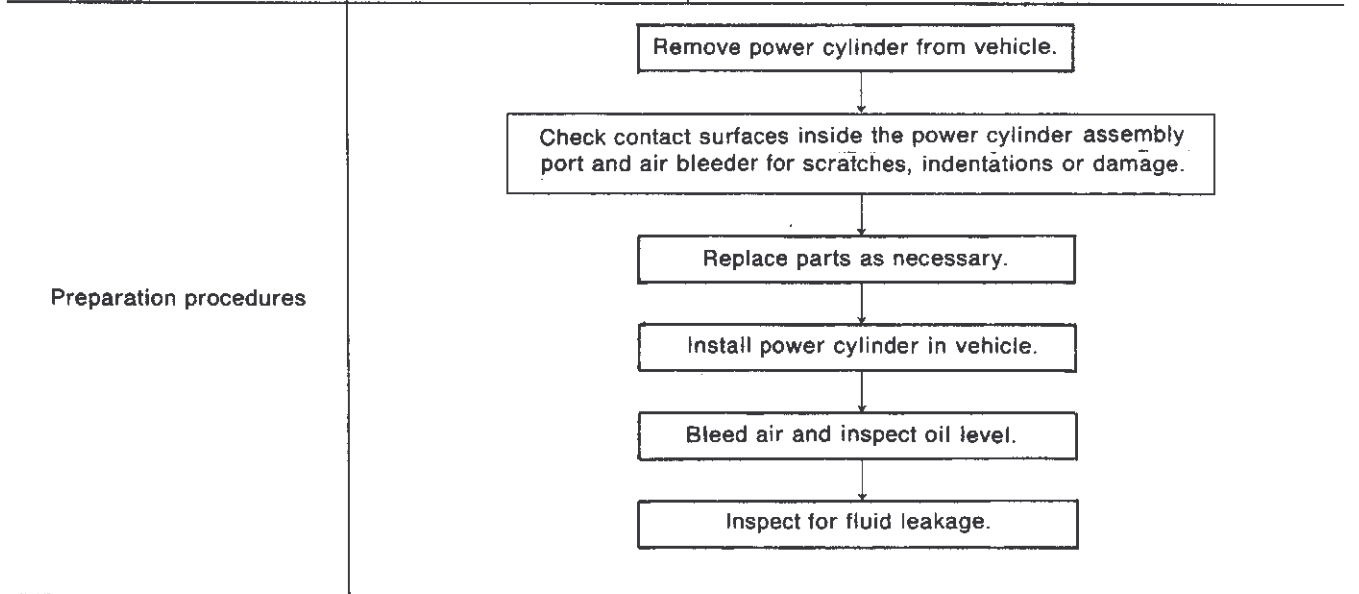 Preparation procedures
Remove power cylinder from vehicle.
Check contact surfaces inside the power cylinder assembly
port and air bleeder for scratches, indentations or damage.
Replace parts as necessary.
Install power cylinder in vehicle.
Bleed air and inspect oil level.
Inspect for fluid leakage.